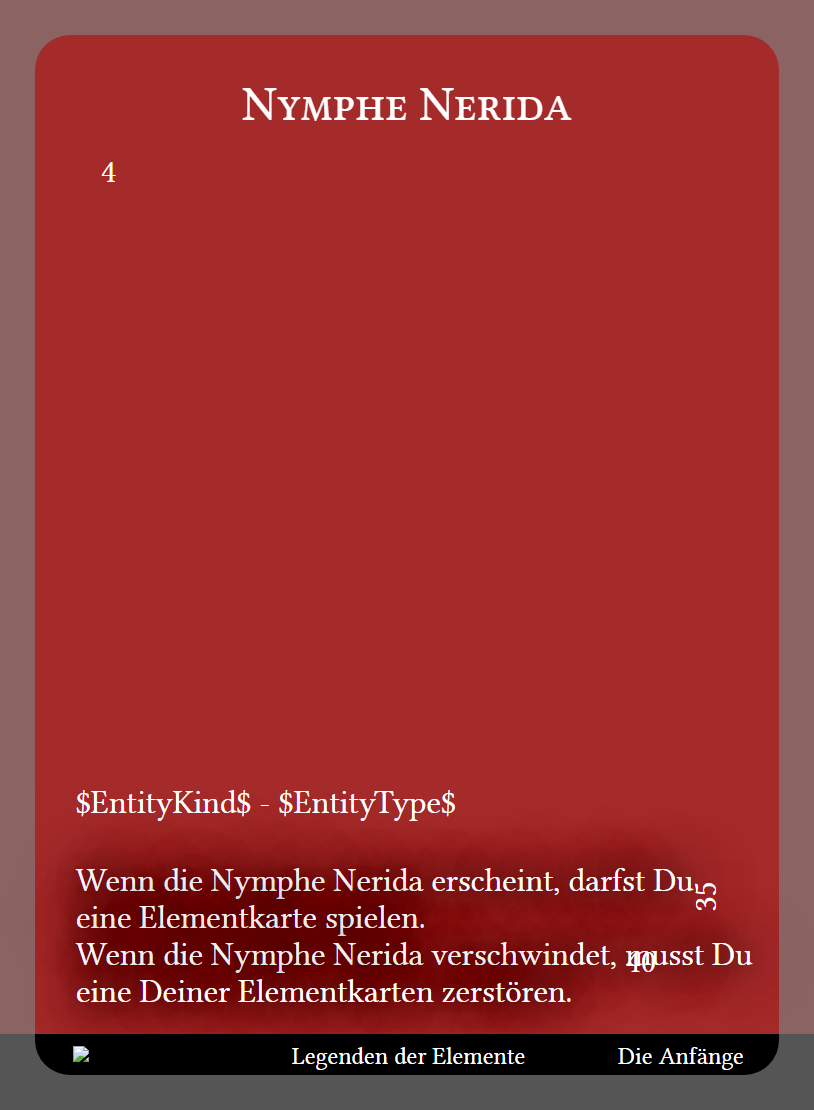 Nymphe Nerida
4
$EntityKind$ - $EntityType$
Wenn die Nymphe Nerida erscheint, darfst Du
35
eine Elementkarte spielen.
Wenn die Nymphe Nerida verschwindet, musst Du
40
eine Deiner Elementkarten zerstören.
Legenden der Elemente
Die Anfänge